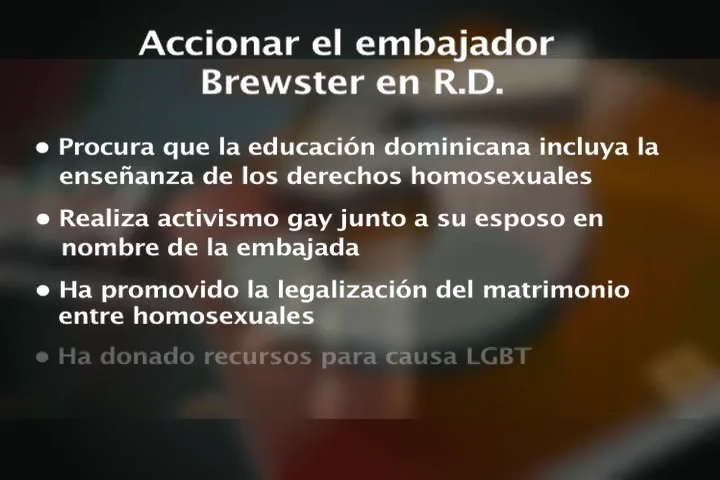 Accionar el embajador
Brewster en R.D.
• Procura que la educación dominicana incluya la
enseñanza de los derechos homosexuales
• Realiza activismo gay junto a su esposo en
nombre de la embajada
• Ha promovido la legalización del matrimonio
entre homosexuales
• Ha donado recursos para causa LGBT